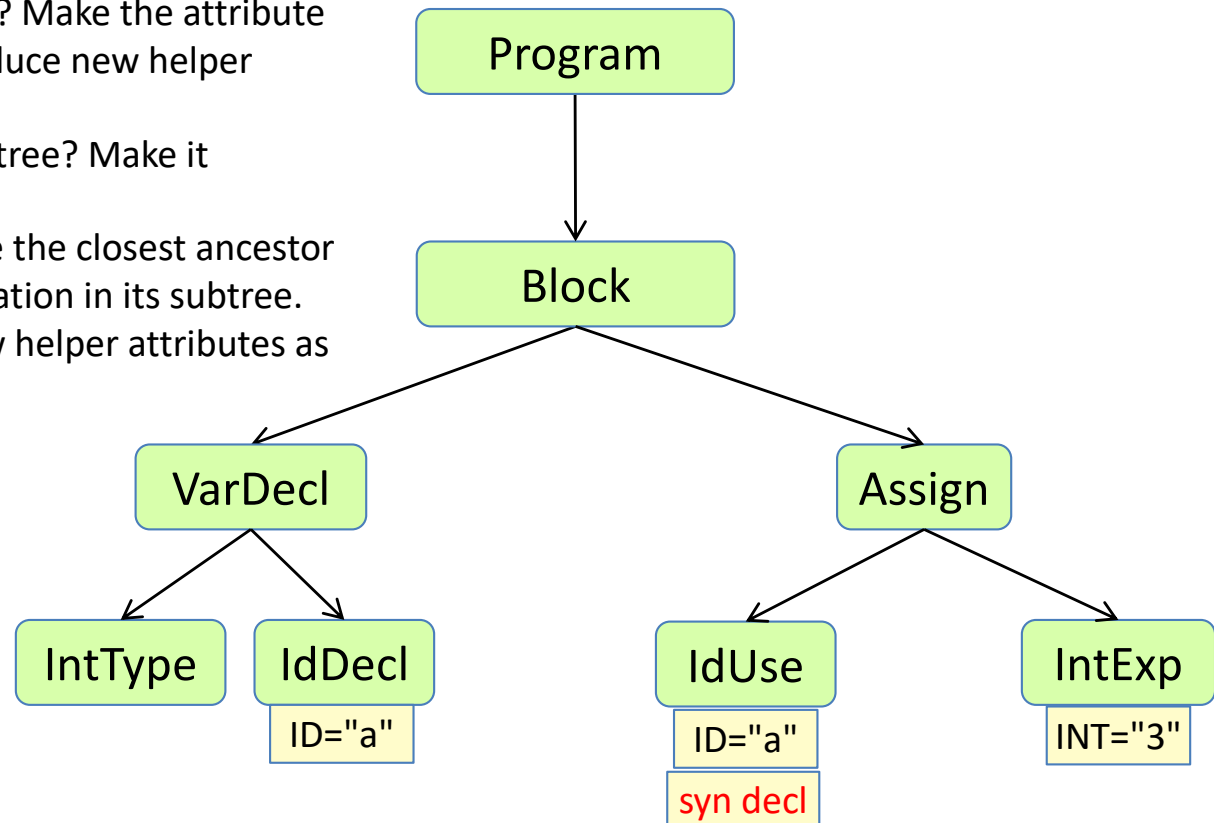 ? Make the attribute
duce new helper
tree? Make it
e the closest ancestor
ation in its subtree.
helper attributes as
Program
Block
VarDecl
Assign
IntType
IdDecl
IdUse
IntExp
ID="a"
ID="a"
INT="3"
syn decl